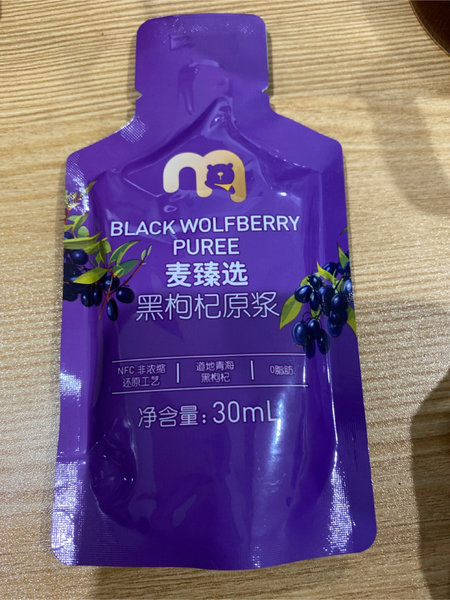 BLACK WOLFBERRY
PUREE
麦臻选
黑枸杞原浆
NFC 非浓缩
还原工艺
道地青海
黑枸杞
0脂肪
净含量: 30mL